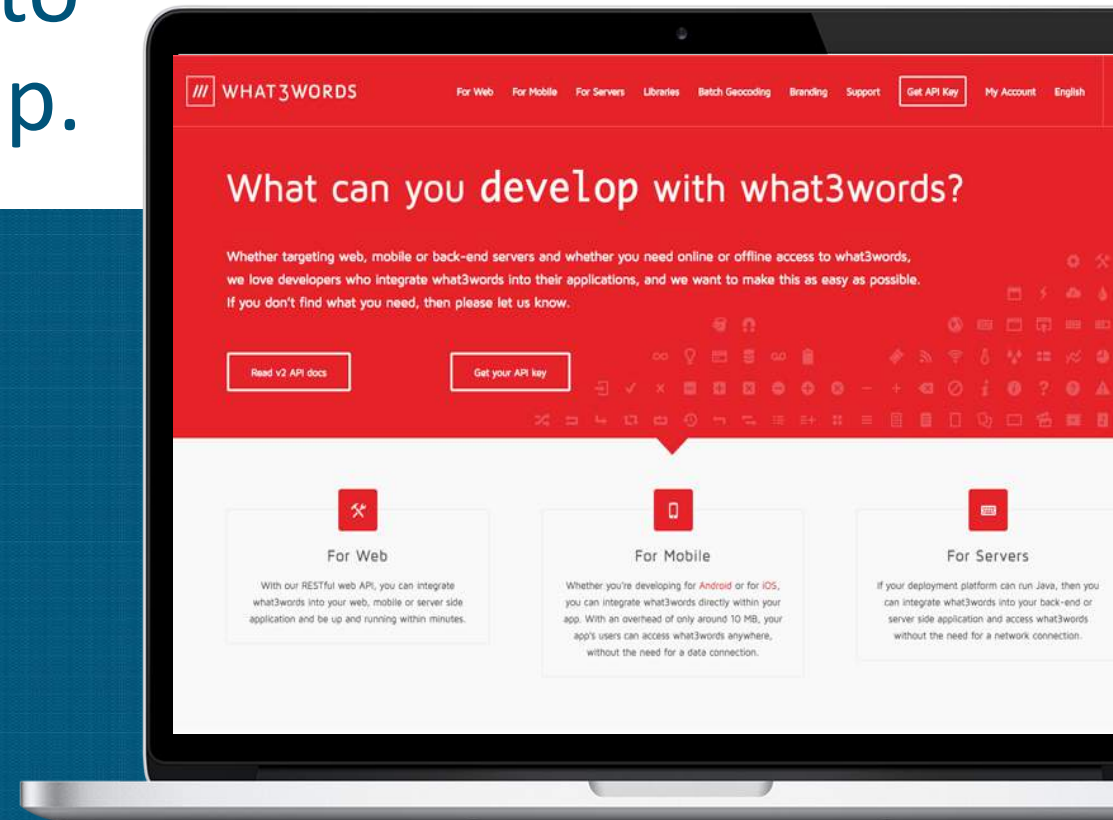 to
p.
WHAT3WORDS
For Web For Mobile For Servers Libraries Batch Geocoding Branding Support Get API Key My Account English
What can you develop with what3words?
Whether targeting web, mobile or back-end servers and whether you need online or offline access to what3words,
we love developers who integrate what3words into their applications, and we want to make this as easy as possible.
If you don't find what you need, then please let us know.
Read v2 API docs Get your API key
For Web
With our RESTful web API, you can integrate
what3words into your web, mobile or server side
application and be up and running within minutes.
For Mobile
Whether you're developing for Android or for iOS,
you can integrate what3words directly within your
app. With an overhead of only around 10 MB, your
app's users can access what3words anywhere,
without the need for a data connection.
For Servers
If your deployment platform can run Java, then you
can integrate what3words into your back-end or
server side application and access what3words
without the need for a network connection.